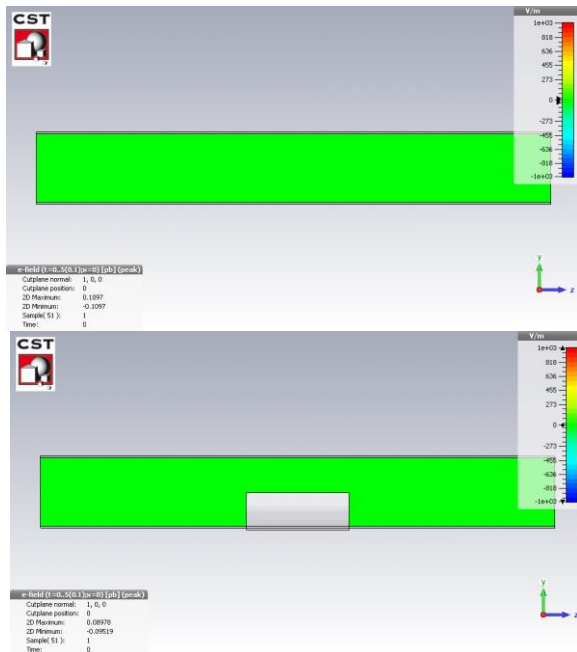 CST
V/m
1e+03
818
636
455
273
0
-273
-455
-636
-818
-1e+03
y
z
e-field (t=0..5(0.1);x=0) [pb] (peak)
Cutplane normal: 1, 0, 0
Cutplane position: 0
2D Maximum: 0.1097
2D Minimum: -0.1097
Sample( 51 ): 1
Time: 0
CST
V/m
1e+03
818
636
455
273
0
-273
-455
-636
-818
-1e+03
y
z
e-field (t=0..5(0.1);x=0) [pb] (peak)
Cutplane normal: 1, 0, 0
Cutplane position: 0
2D Maximum: 0.08978
2D Minimum: -0.09519
Sample( 51 ): 1
Time: 0